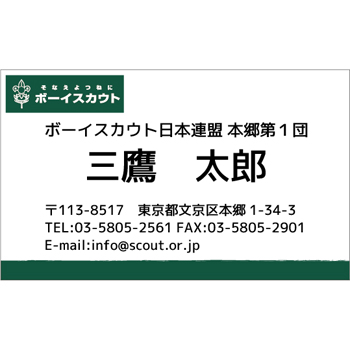 そなえよつねに
ボーイスカウト
ボーイスカウト日本連盟 本郷第１団
三鷹　太郎
〒113-8517　東京都文京区本郷 1-34-3
TEL:03-5805-2561 FAX:03-5805-2901
E-mail:info@scout.or.jp